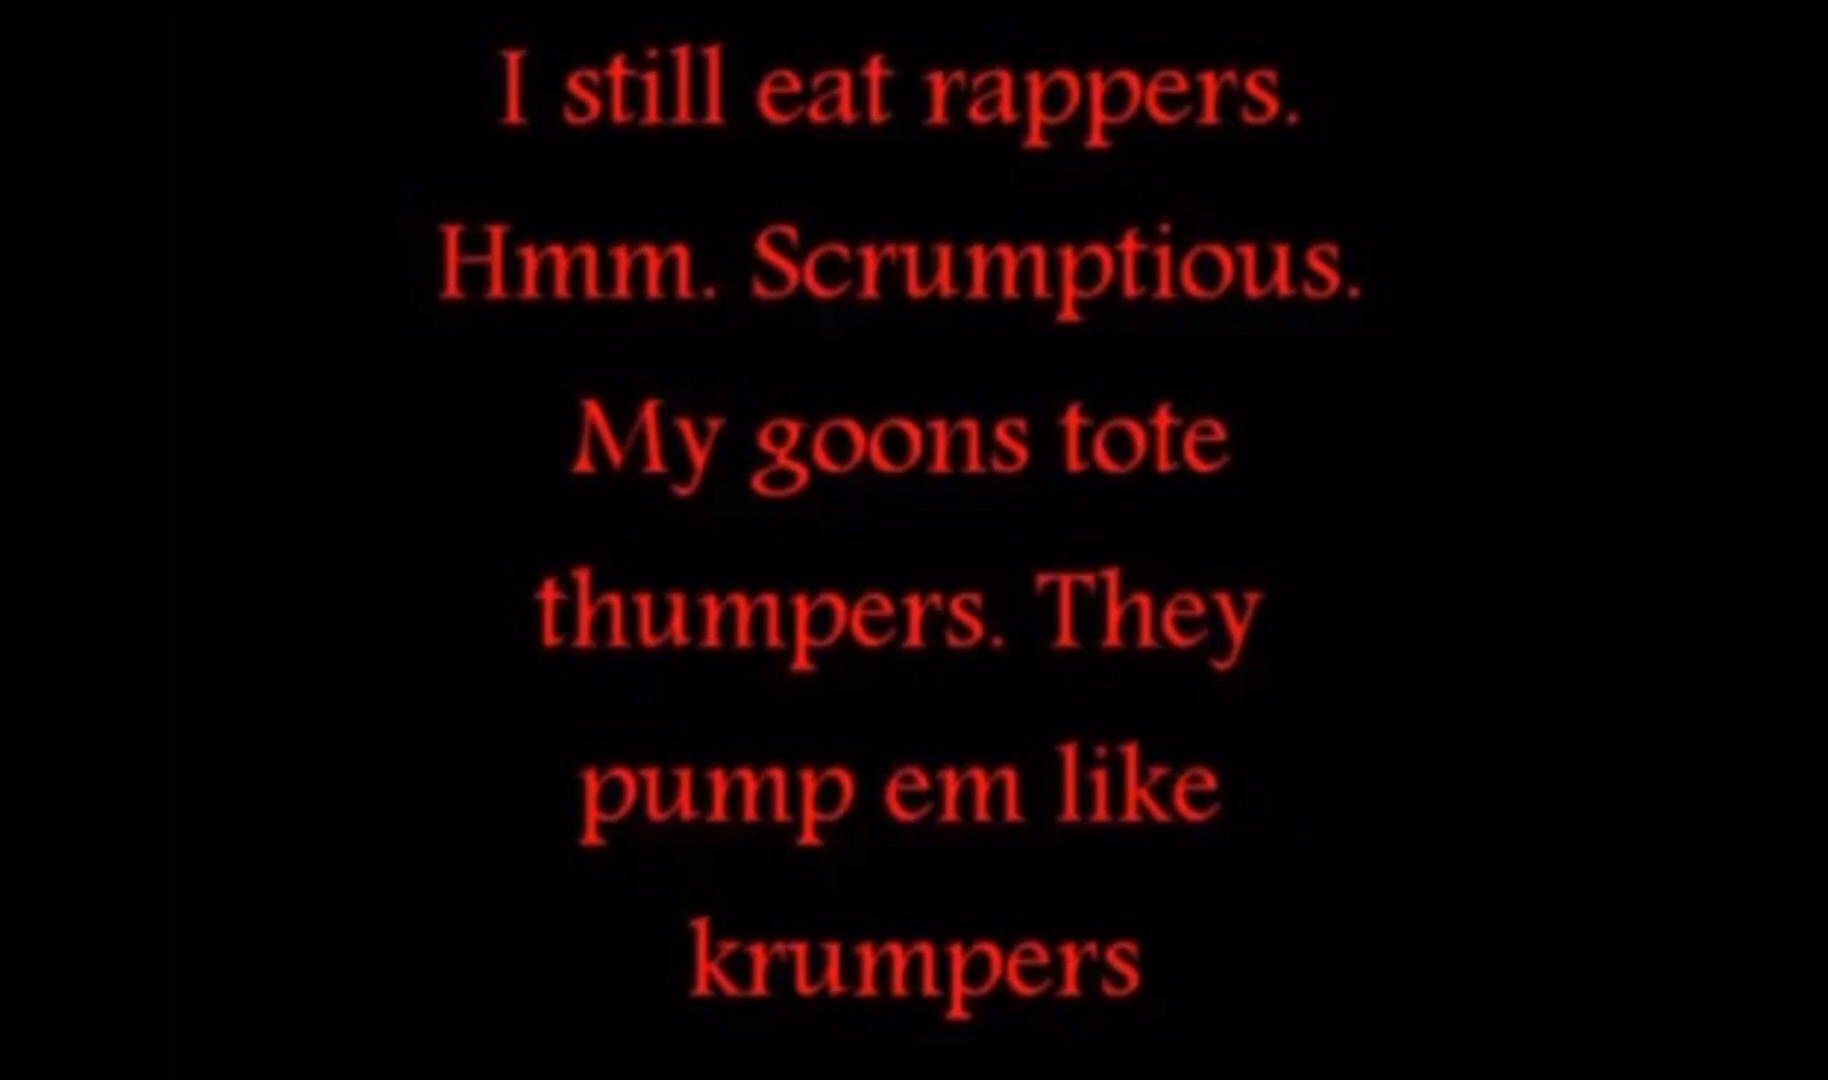 I still eat rappers.
Hmm. Scrumptious.
My goons tote
thumpers. They
pump em like
krumpers